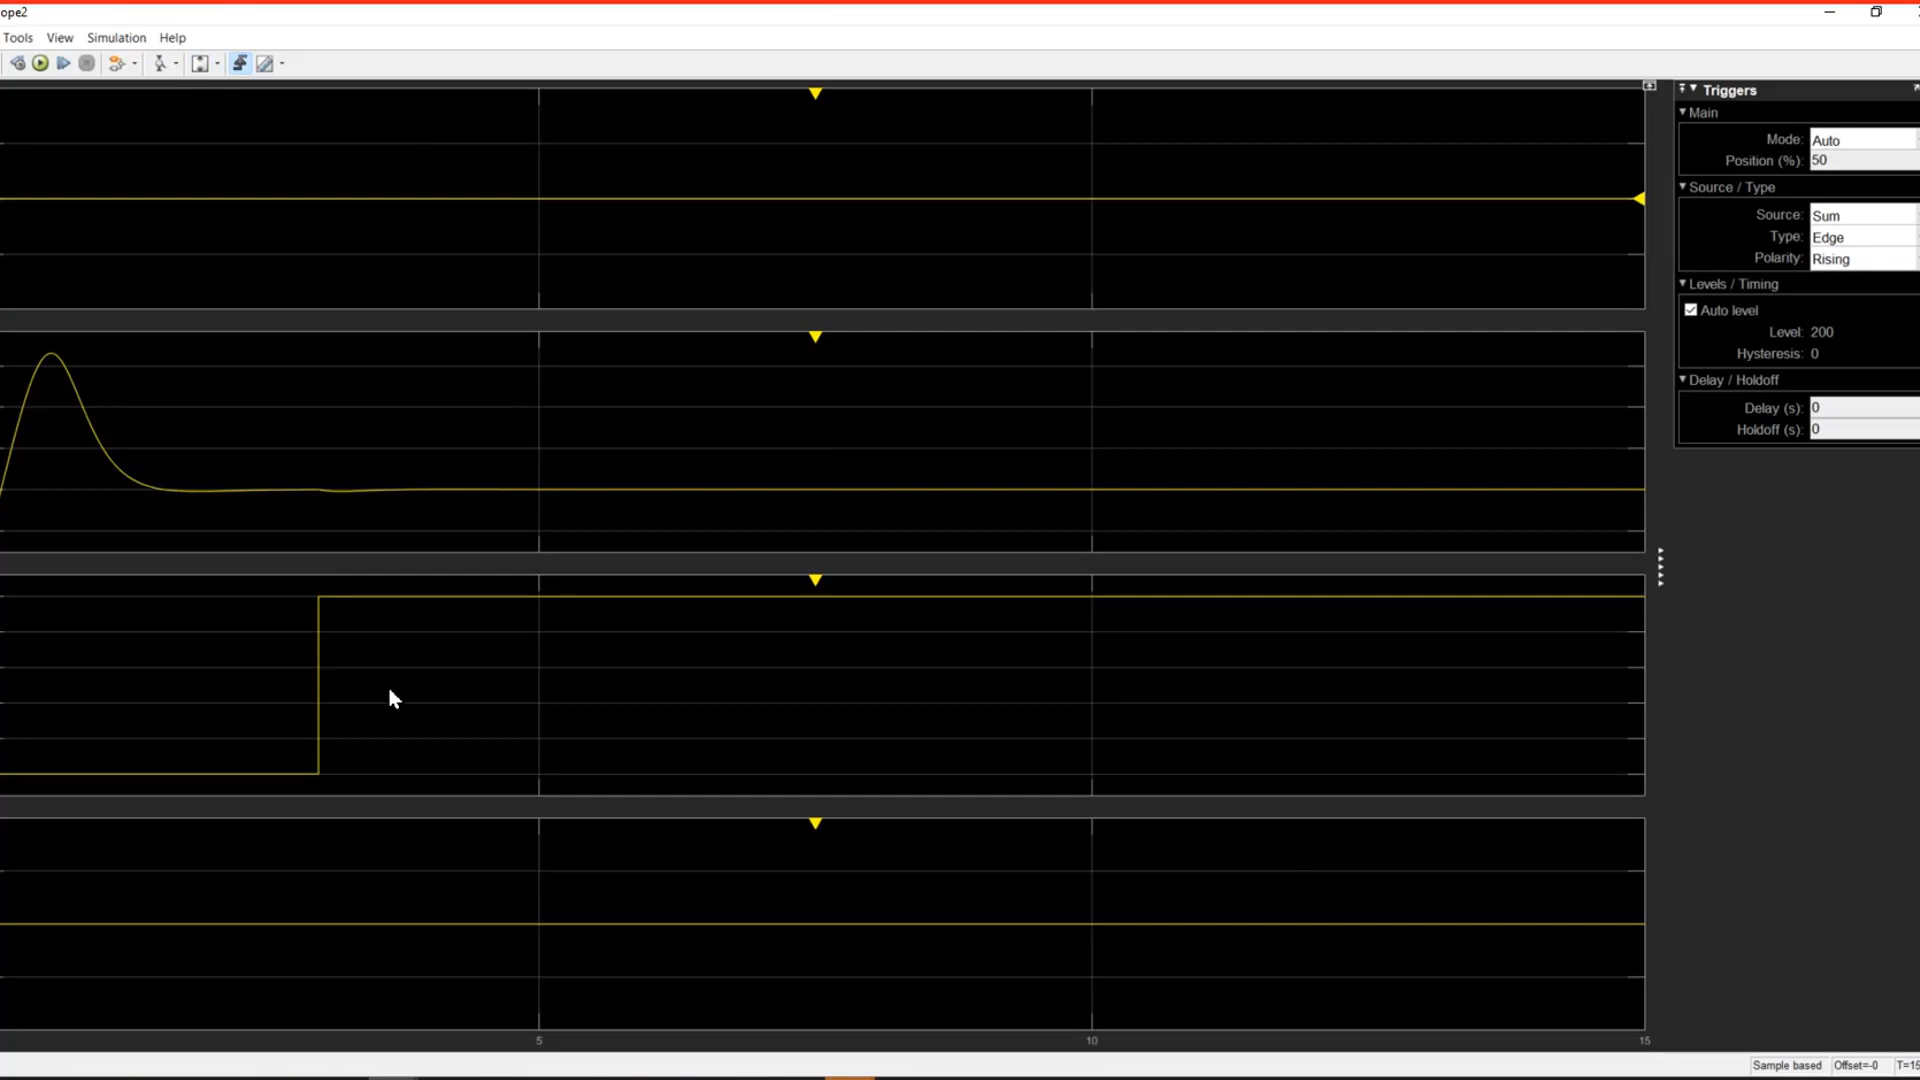 ope2
Tools View Simulation Help
Triggers
Main
Mode: Auto
Position (%): 50
Source / Type
Source: Sum
Type: Edge
Polarity: Rising
Levels / Timing
Auto level
Level: 200
Hysteresis: 0
Delay / Holdoff
Delay (s): 0
Holdoff (s): 0
5 10 15
Sample based Offset=-0 T=15